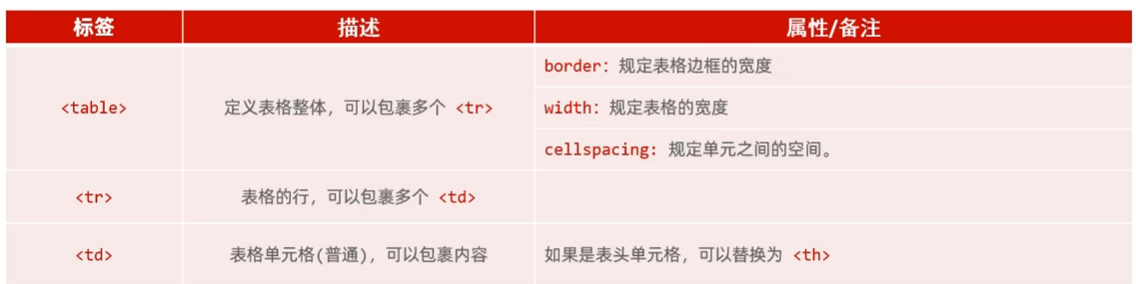 标签 描述 属性/备注
<table> 定义表格整体，可以包裹多个 <tr>
border：规定表格边框的宽度
width：规定表格的宽度
cellspacing: 规定单元之间的空间。
<tr> 表格的行，可以包裹多个 <td>
<td> 表格单元格(普通)，可以包裹内容 如果是表头单元格，可以替换为 <th>